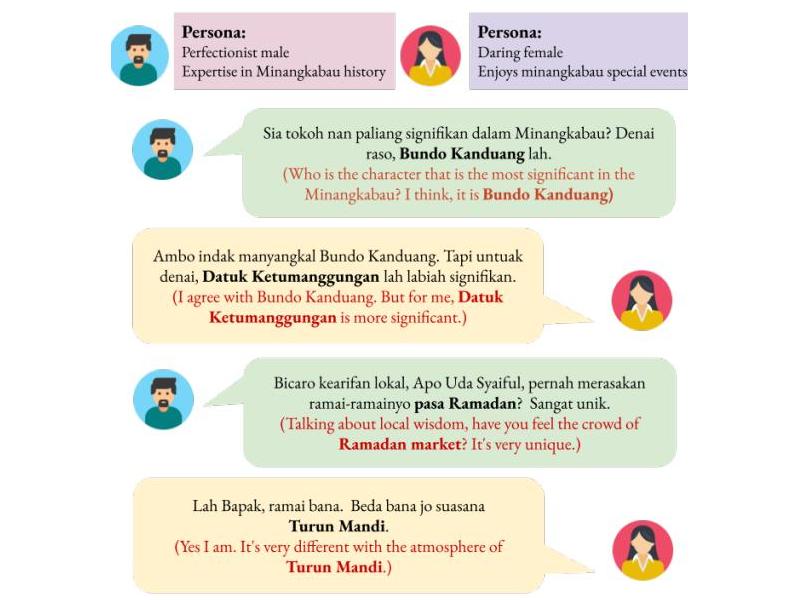 Persona:
Perfectionist male
Expertise in Minangkabau history
Persona:
Daring female
Enjoys minangkabau special events
Sia tokoh nan paliang signifikan dalam Minangkabau? Denai
raso, Bundo Kanduang lah.
(Who is the character that is the most significant in the
Minangkabau? I think, it is Bundo Kanduang)
Ambo indak manyangkal Bundo Kanduang. Tapi untuak
denai, Datuk Ketumanggungan lah labiah signifikan.
(I agree with Bundo Kanduang. But for me, Datuk
Ketumanggungan is more significant.)
Bicaro kearifan lokal, Apo Uda Syaiful, pernah merasakan
ramai-ramainyo pasa Ramadan? Sangat unik.
(Talking about local wisdom, have you feel the crowd of
Ramadan market? It's very unique.)
Lah Bapak, ramai bana. Beda bana jo suasana
Turun Mandi.
(Yes I am. It's very different with the atmosphere of
Turun Mandi.)